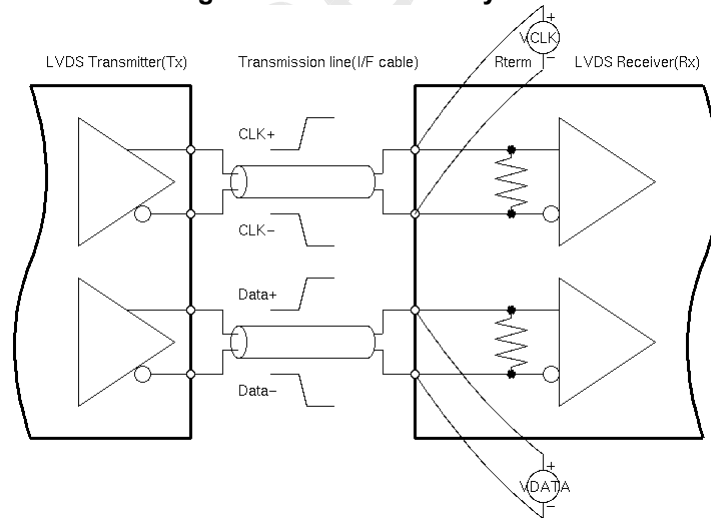 LVDS Transmitter(Tx)
Transmission line(I/F cable)
Rterm
LVDS Receiver(Rx)
+
VCLK
−
CLK+
CLK−
Data+
Data−
+
VDATA
−